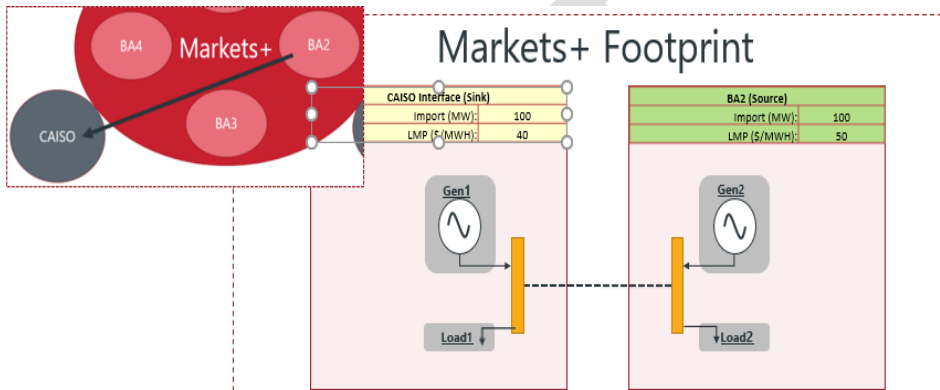 Markets+ Footprint
BA4
Markets+
BA2
BA3
CAISO
CAISO Interface (Sink)
Import (MW): 100
LMP ($/MWH): 40
BA2 (Source)
Import (MW): 100
LMP ($/MWH): 50
Gen1
Gen2
Load1
Load2